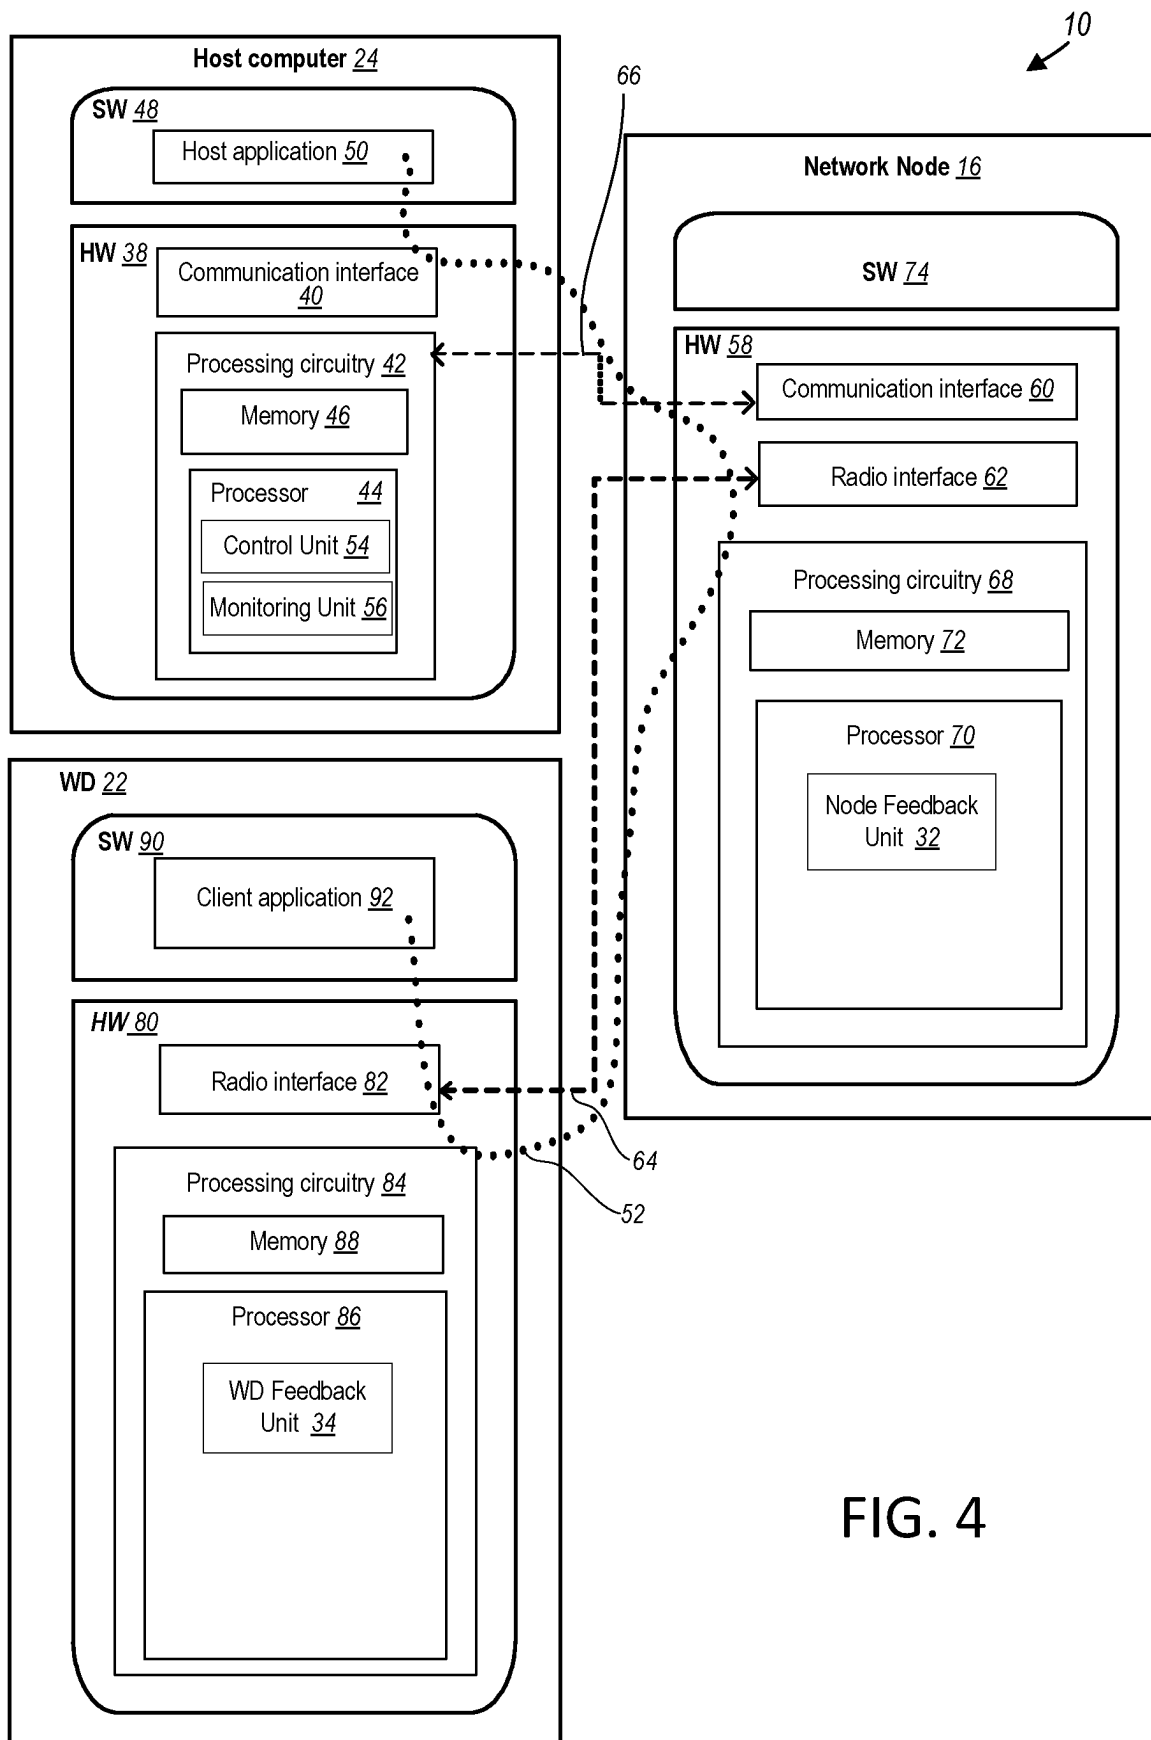 10
Host computer 24
66
SW 48
Host application 50
HW 38
Communication interface
40
Processing circuitry 42
Memory 46
Processor 44
Control Unit 54
Monitoring Unit 56
Network Node 16
SW 74
HW 58
Communication interface 60
Radio interface 62
Processing circuitry 68
Memory 72
Processor 70
Node Feedback
Unit 32
WD 22
SW 90
Client application 92
HW 80
Radio interface 82
64
52
Processing circuitry 84
Memory 88
Processor 86
WD Feedback
Unit 34
FIG. 4